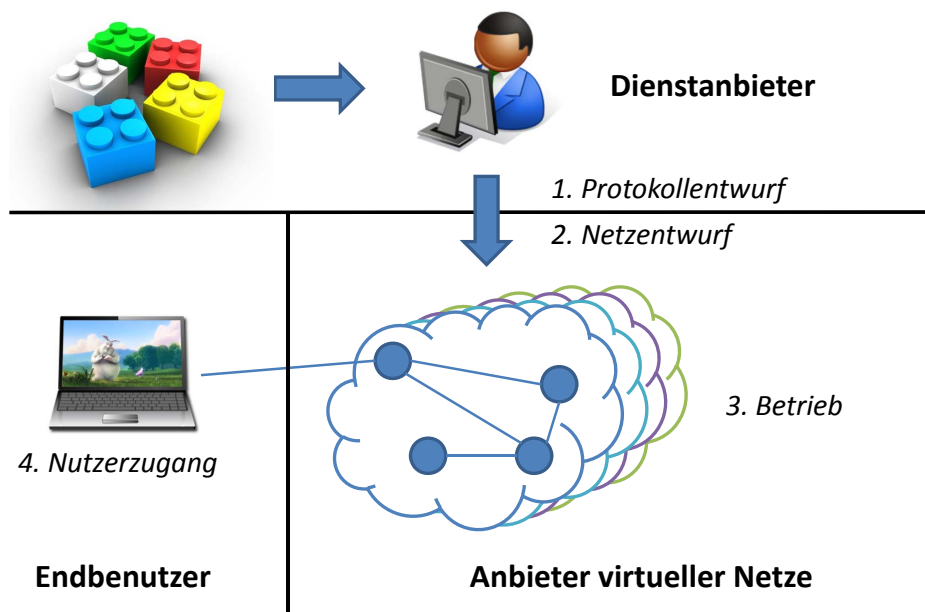 Dienstanbieter
1. Protokollentwurf
2. Netzentwurf
3. Betrieb
4. Nutzerzugang
Endbenutzer
Anbieter virtueller Netze